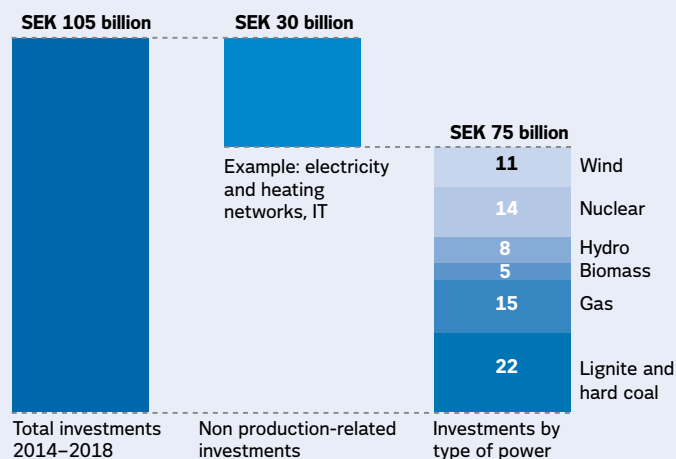 SEK 105 billion
SEK 30 billion
SEK 75 billion
Example: electricity
and heating
networks, IT
11
Wind
14
Nuclear
8
Hydro
5
Biomass
15
Gas
22
Lignite and
hard coal
Total investments
2014–2018
Non production-related
investments
Investments by
type of power